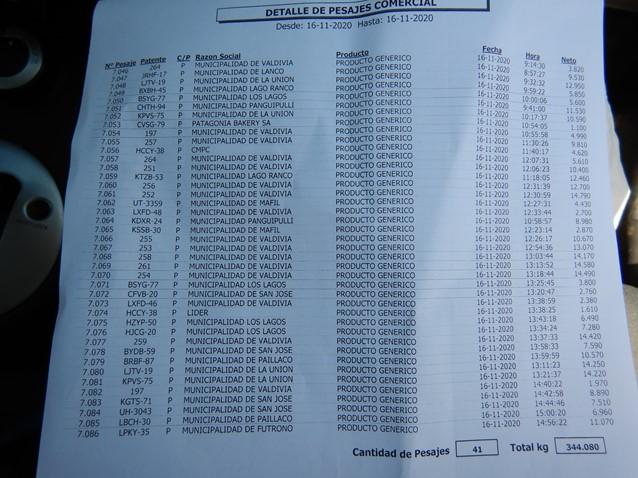 DETALLE DE PESAJES COMERCIAL
Desde: 16-11-2020 Hasta: 16-11-2020
Nº Pesaje Patente C/P Razon Social Producto Fecha Hora Neto
7.046 264 P MUNICIPALIDAD DE VALDIVIA PRODUCTO GENERICO 16-11-2020 9:14:30 3.820
7.047 JRHF-17 P MUNICIPALIDAD DE LANCO PRODUCTO GENERICO 16-11-2020 8:57:27 9.530
7.048 LJTV-19 P MUNICIPALIDAD DE LA UNION PRODUCTO GENERICO 16-11-2020 9:32:32 12.950
7.049 BXBH-45 P MUNICIPALIDAD LAGO RANCO PRODUCTO GENERICO 16-11-2020 9:59:22 5.850
7.050 BSYG-77 P MUNICIPALIDAD LOS LAGOS PRODUCTO GENERICO 16-11-2020 10:00:06 5.600
7.051 CHTH-94 P MUNICIPALIDAD PANGUIPULLI PRODUCTO GENERICO 16-11-2020 9:41:00 11.530
7.052 KPVS-75 P MUNICIPALIDAD DE LA UNION PRODUCTO GENERICO 16-11-2020 10:17:37 10.590
7.053 CVSG-79 P PATAGONIA BAKERY SA PRODUCTO GENERICO 16-11-2020 10:54:05 1.100
7.054 197 P MUNICIPALIDAD DE VALDIVIA PRODUCTO GENERICO 16-11-2020 10:55:58 4.990
7.055 257 P MUNICIPALIDAD DE VALDIVIA PRODUCTO GENERICO 16-11-2020 11:30:26 9.810
7.056 HCCY-38 P CMPC PRODUCTO GENERICO 16-11-2020 11:40:17 4.620
7.057 264 P MUNICIPALIDAD DE VALDIVIA PRODUCTO GENERICO 16-11-2020 12:07:31 5.610
7.058 251 P MUNICIPALIDAD DE VALDIVIA PRODUCTO GENERICO 16-11-2020 12:06:23 10.400
7.059 KTZB-53 P MUNICIPALIDAD LAGO RANCO PRODUCTO GENERICO 16-11-2020 11:18:05 12.460
7.060 256 P MUNICIPALIDAD DE VALDIVIA PRODUCTO GENERICO 16-11-2020 12:31:39 12.700
7.061 252 P MUNICIPALIDAD DE VALDIVIA PRODUCTO GENERICO 16-11-2020 12:30:59 14.790
7.062 UT-3359 P MUNICIPALIDAD DE MAFIL PRODUCTO GENERICO 16-11-2020 12:27:31 4.430
7.063 LXFD-48 P MUNICIPALIDAD DE VALDIVIA PRODUCTO GENERICO 16-11-2020 12:33:44 2.700
7.064 KDXR-24 P MUNICIPALIDAD PANGUIPULLI PRODUCTO GENERICO 16-11-2020 10:58:57 8.980
7.065 KSSB-30 P MUNICIPALIDAD DE MAFIL PRODUCTO GENERICO 16-11-2020 12:23:14 2.870
7.066 255 P MUNICIPALIDAD DE VALDIVIA PRODUCTO GENERICO 16-11-2020 12:26:17 10.670
7.067 253 P MUNICIPALIDAD DE VALDIVIA PRODUCTO GENERICO 16-11-2020 12:54:36 13.070
7.068 258 P MUNICIPALIDAD DE VALDIVIA PRODUCTO GENERICO 16-11-2020 13:03:44 14.170
7.069 261 P MUNICIPALIDAD DE VALDIVIA PRODUCTO GENERICO 16-11-2020 13:13:52 14.580
7.070 254 P MUNICIPALIDAD DE VALDIVIA PRODUCTO GENERICO 16-11-2020 13:18:44 14.490
7.071 BSYG-77 P MUNICIPALIDAD LOS LAGOS PRODUCTO GENERICO 16-11-2020 13:25:45 3.800
7.072 CFVB-20 P MUNICIPALIDAD DE SAN JOSE PRODUCTO GENERICO 16-11-2020 13:20:47 2.760
7.073 LXFD-46 P MUNICIPALIDAD DE VALDIVIA PRODUCTO GENERICO 16-11-2020 13:38:59 2.380
7.074 HCCY-38 P LIDER PRODUCTO GENERICO 16-11-2020 13:38:25 1.610
7.075 HZYP-50 P MUNICIPALIDAD LOS LAGOS PRODUCTO GENERICO 16-11-2020 13:43:18 6.490
7.076 HJCG-20 P MUNICIPALIDAD LOS LAGOS PRODUCTO GENERICO 16-11-2020 13:34:24 7.280
7.077 259 P MUNICIPALIDAD DE VALDIVIA PRODUCTO GENERICO 16-11-2020 13:37:33 14.420
7.078 BYDB-59 P MUNICIPALIDAD DE SAN JOSE PRODUCTO GENERICO 16-11-2020 13:58:33 7.590
7.079 BRBF-87 P MUNICIPALIDAD DE PAILLACO PRODUCTO GENERICO 16-11-2020 13:59:59 10.570
7.080 LJTV-19 P MUNICIPALIDAD DE LA UNION PRODUCTO GENERICO 16-11-2020 13:11:23 14.250
7.081 KPVS-75 P MUNICIPALIDAD DE LA UNION PRODUCTO GENERICO 16-11-2020 13:21:37 14.220
7.082 197 P MUNICIPALIDAD DE VALDIVIA PRODUCTO GENERICO 16-11-2020 14:40:22 1.970
7.083 KGTS-71 P MUNICIPALIDAD DE SAN JOSE PRODUCTO GENERICO 16-11-2020 14:42:58 8.890
7.084 UH-3043 P MUNICIPALIDAD DE SAN JOSE PRODUCTO GENERICO 16-11-2020 14:44:46 7.510
7.085 LBCH-30 P MUNICIPALIDAD DE PAILLACO PRODUCTO GENERICO 16-11-2020 15:00:20 6.960
7.086 LPKY-35 P MUNICIPALIDAD DE FUTRONO PRODUCTO GENERICO 16-11-2020 14:56:22 11.070
Cantidad de Pesajes 41 Total kg 344.080